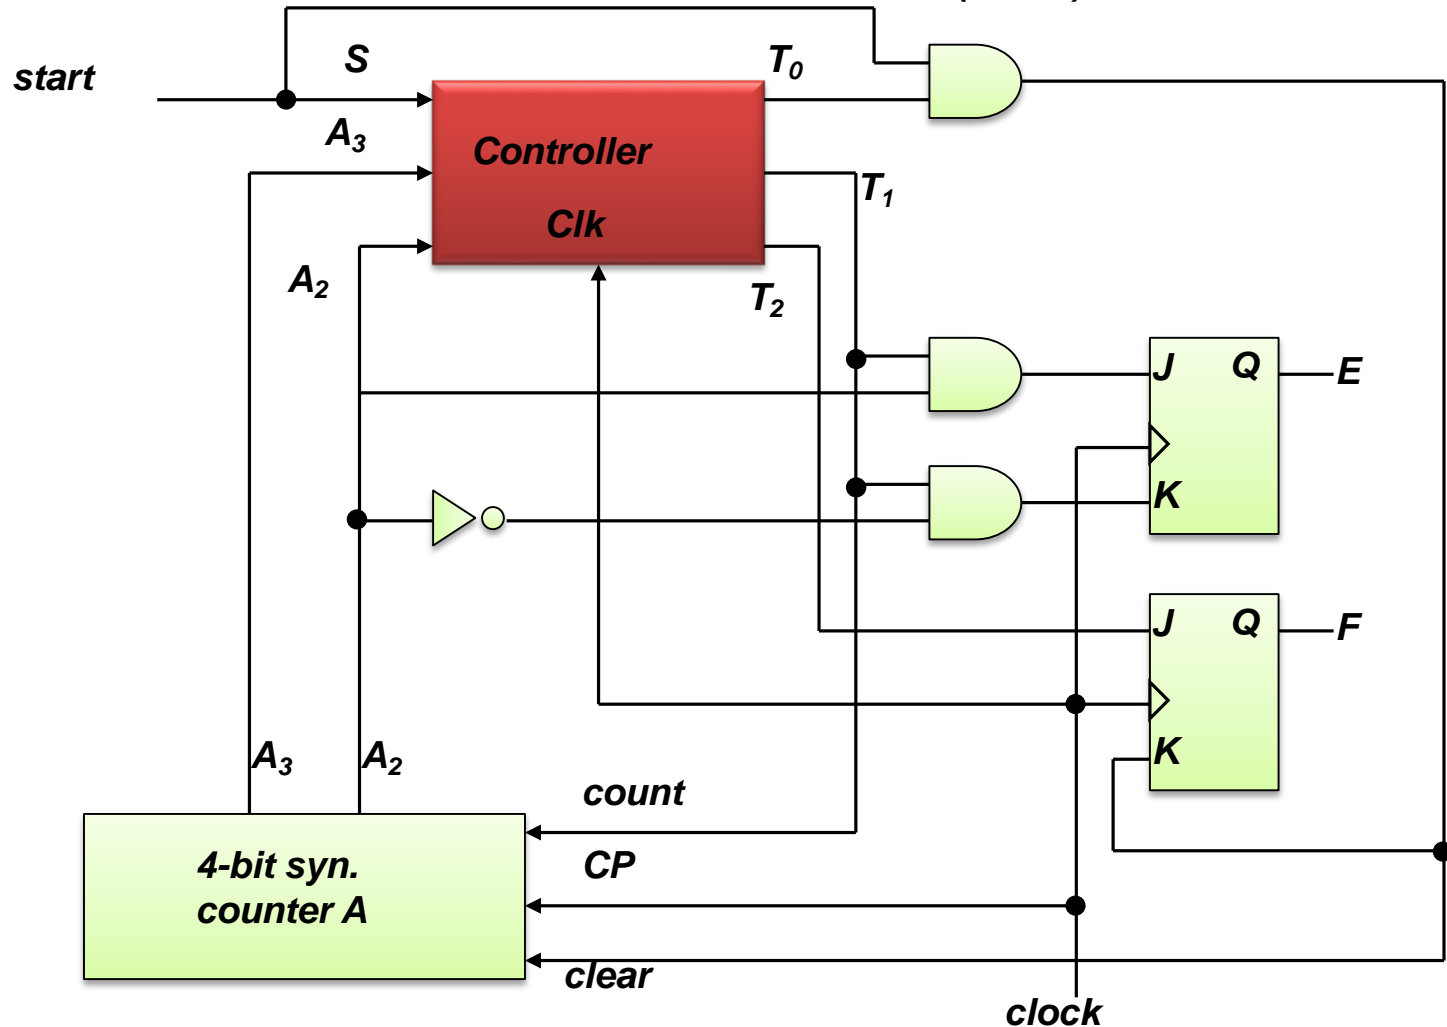 start
S
T0
A3
Controller
T1
Clk
A2
T2
J Q E
K
J Q F
K
A3 A2
count
4-bit syn.
counter A
CP
clear
clock